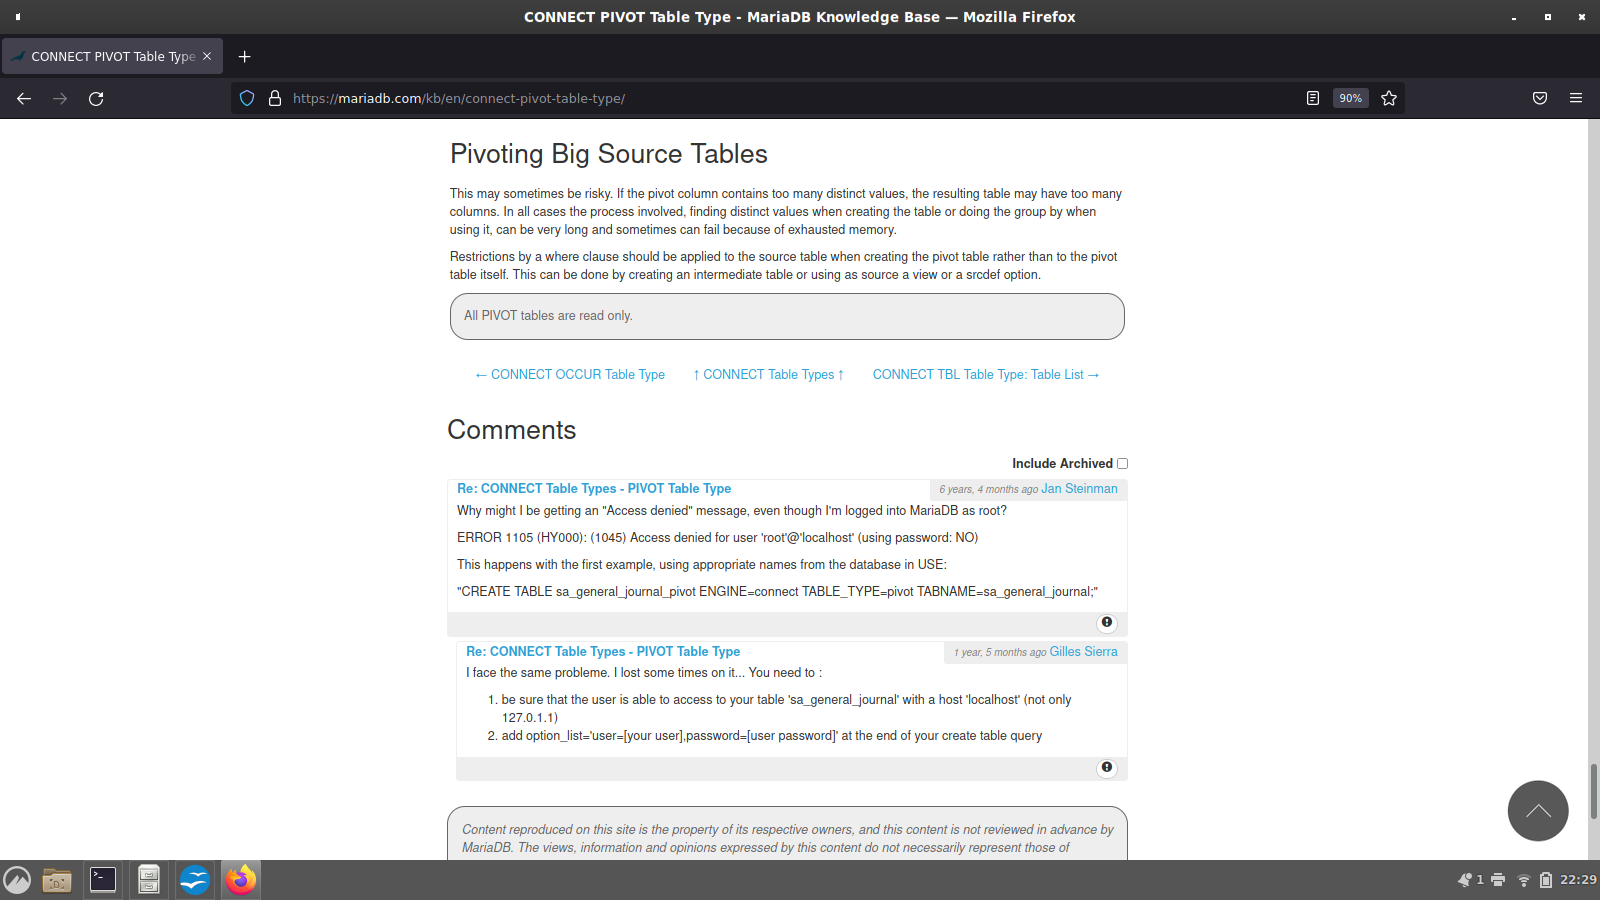 CONNECT PIVOT Table Type - MariaDB Knowledge Base — Mozilla Firefox
CONNECT PIVOT Table Type
https://mariadb.com/kb/en/connect-pivot-table-type/
90%
Pivoting Big Source Tables
This may sometimes be risky. If the pivot column contains too many distinct values, the resulting table may have too many
columns. In all cases the process involved, finding distinct values when creating the table or doing the group by when
using it, can be very long and sometimes can fail because of exhausted memory.
Restrictions by a where clause should be applied to the source table when creating the pivot table rather than to the pivot
table itself. This can be done by creating an intermediate table or using as source a view or a srcdef option.
All PIVOT tables are read only.
← CONNECT OCCUR Table Type
↑ CONNECT Table Types ↑
CONNECT TBL Table Type: Table List →
Comments
Include Archived
Re: CONNECT Table Types - PIVOT Table Type
6 years, 4 months ago Jan Steinman
Why might I be getting an "Access denied" message, even though I'm logged into MariaDB as root?
ERROR 1105 (HY000): (1045) Access denied for user 'root'@'localhost' (using password: NO)
This happens with the first example, using appropriate names from the database in USE:
"CREATE TABLE sa_general_journal_pivot ENGINE=connect TABLE_TYPE=pivot TABNAME=sa_general_journal;"
Re: CONNECT Table Types - PIVOT Table Type
1 year, 5 months ago Gilles Sierra
I face the same probleme. I lost some times on it... You need to :
1. be sure that the user is able to access to your table 'sa_general_journal' with a host 'localhost' (not only
127.0.1.1)
2. add option_list='user=[your user],password=[user password]' at the end of your create table query
Content reproduced on this site is the property of its respective owners, and this content is not reviewed in advance by
MariaDB. The views, information and opinions expressed by this content do not necessarily represent those of
1
22:29